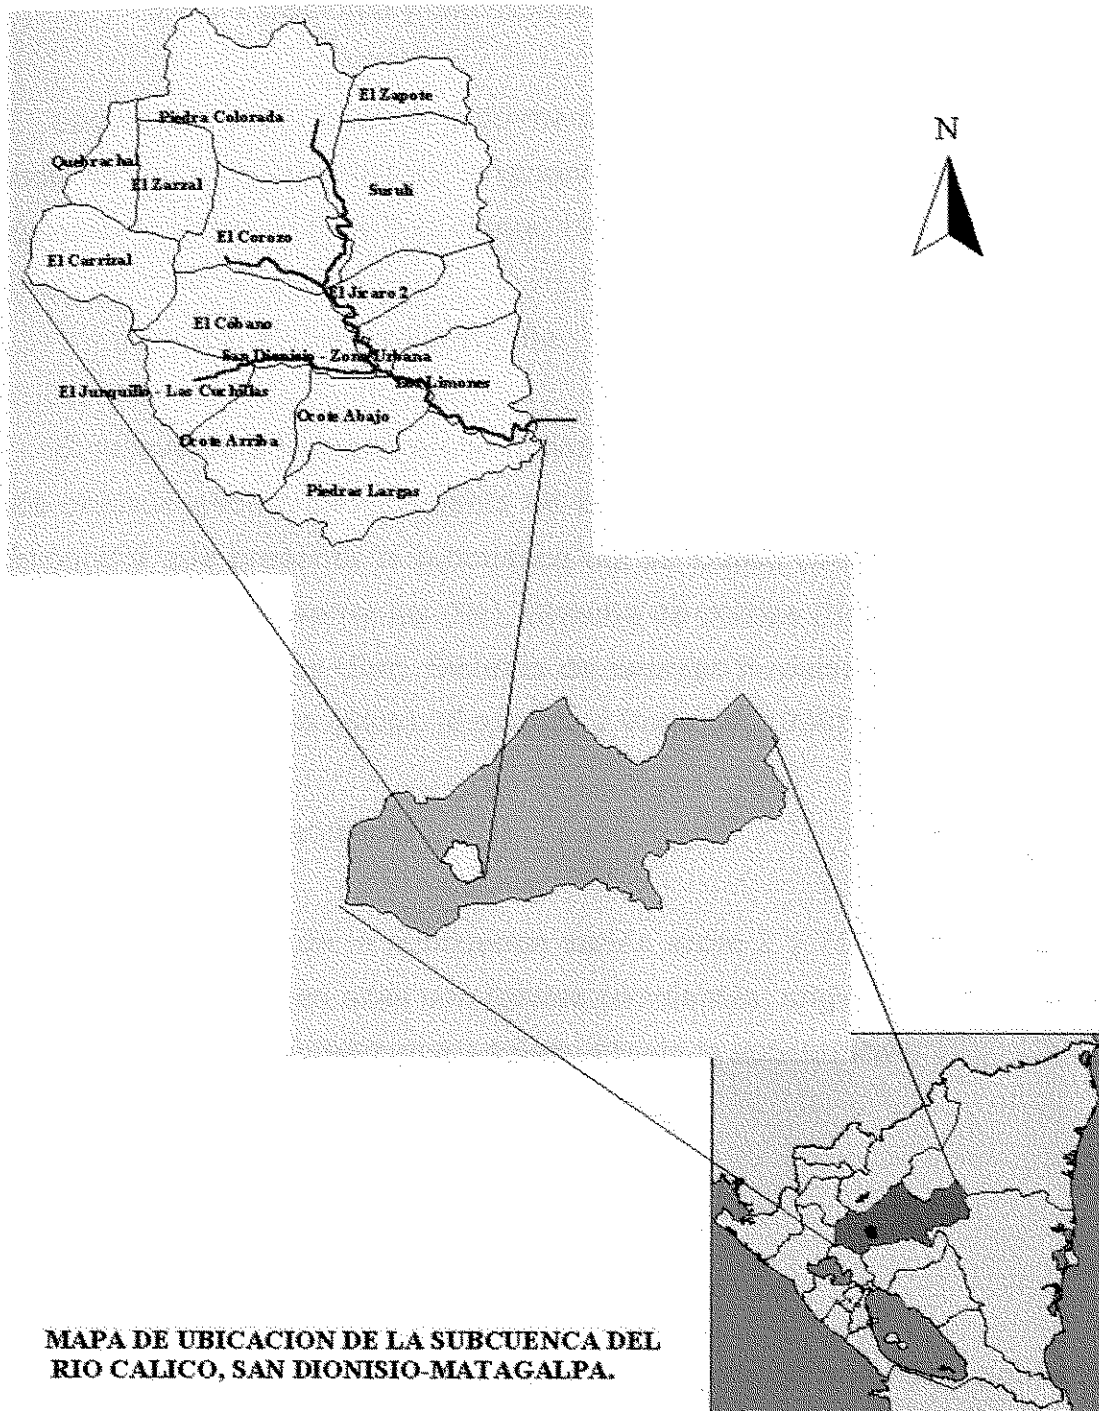 El Zapote
N
Piedra Colorada
Quebrachal
El Zarzal
Susuli
El Corozo
El Carrizal
El Jicaro 2
El Cóbano
San Dionisio - Zona Urbana
Los Limones
El Junquillo - Las Cuchillas
Ocote Abajo
Ocote Arriba
Piedras Largas
MAPA DE UBICACION DE LA SUBCUENCA DEL
RIO CALICO, SAN DIONISIO-MATAGALPA.